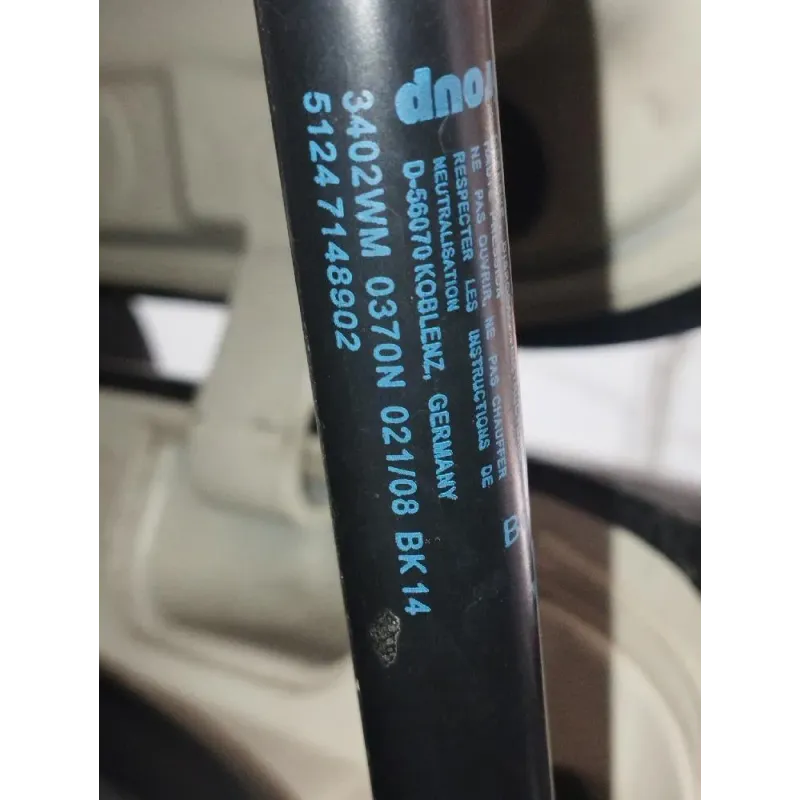 roup
NE PAS OUVRIR, NE PAS CHAUFFER
RESPECTER LES INSTRUCTIONS DE
NEUTRALISATION
D-56070 KOBLENZ, GERMANY
3402WM 0370N 021/08 BK 14
5124 7148902
B